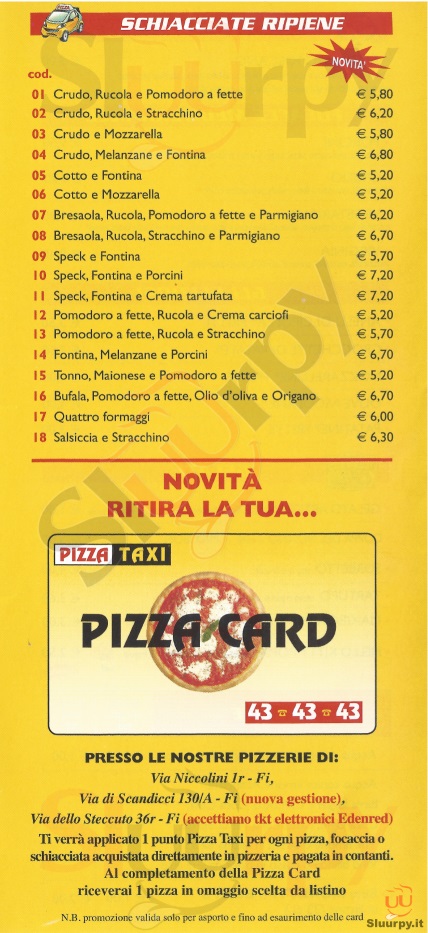 SCHIACCIATE RIPIENE
NOVITA'
cod.
01 Crudo, Rucola e Pomodoro a fette € 5,80
02 Crudo, Rucola e Stracchino € 6,20
03 Crudo e Mozzarella € 5,80
04 Crudo, Melanzane e Fontina € 6,80
05 Cotto e Fontina € 5,20
06 Cotto e Mozzarella € 5,20
07 Bresaola, Rucola, Pomodoro a fette e Parmigiano € 6,20
08 Bresaola, Rucola, Stracchino e Parmigiano € 6,70
09 Speck e Fontina € 5,70
10 Speck, Fontina e Porcini € 7,20
11 Speck, Fontina e Crema tartufata € 7,20
12 Pomodoro a fette, Rucola e Crema carciofi € 5,20
13 Pomodoro a fette, Rucola e Stracchino € 5,70
14 Fontina, Melanzane e Porcini € 6,70
15 Tonno, Maionese e Pomodoro a fette € 5,20
16 Bufala, Pomodoro a fette, Olio d'oliva e Origano € 6,70
17 Quattro formaggi € 6,00
18 Salsiccia e Stracchino € 6,30
NOVITÀ
RITIRA LA TUA...
PIZZA TAXI
PIZZA CARD
43 ☎ 43 ☎ 43
PRESSO LE NOSTRE PIZZERIE DI:
Via Niccolini 1r - Fi,
Via di Scandicci 130/A - Fi (nuova gestione),
Via dello Steccuto 36r - Fi (accettiamo tkt elettronici Edenred)
Ti verrà applicato 1 punto Pizza Taxi per ogni pizza, focaccia o
schiacciata acquistata direttamente in pizzeria e pagata in contanti.
Al completamento della Pizza Card
riceverai 1 pizza in omaggio scelta da listino
N.B. promozione valida solo per asporto e fino ad esaurimento delle card
Sluurpy
Sluurpy
Sluurpy
Sluurpy.it